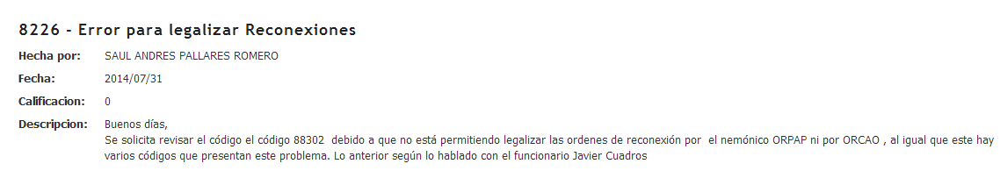 8226 - Error para legalizar Reconexiones
Hecha por: SAUL ANDRES PALLARES ROMERO
Fecha: 2014/07/31
Calificacion: 0
Descripcion: Buenos días,
Se solicita revisar el código el código 88302 debido a que no está permitiendo legalizar las ordenes de reconexión por el nemónico ORPAP ni por ORCAO , al igual que este hay
varios códigos que presentan este problema. Lo anterior según lo hablado con el funcionario Javier Cuadros